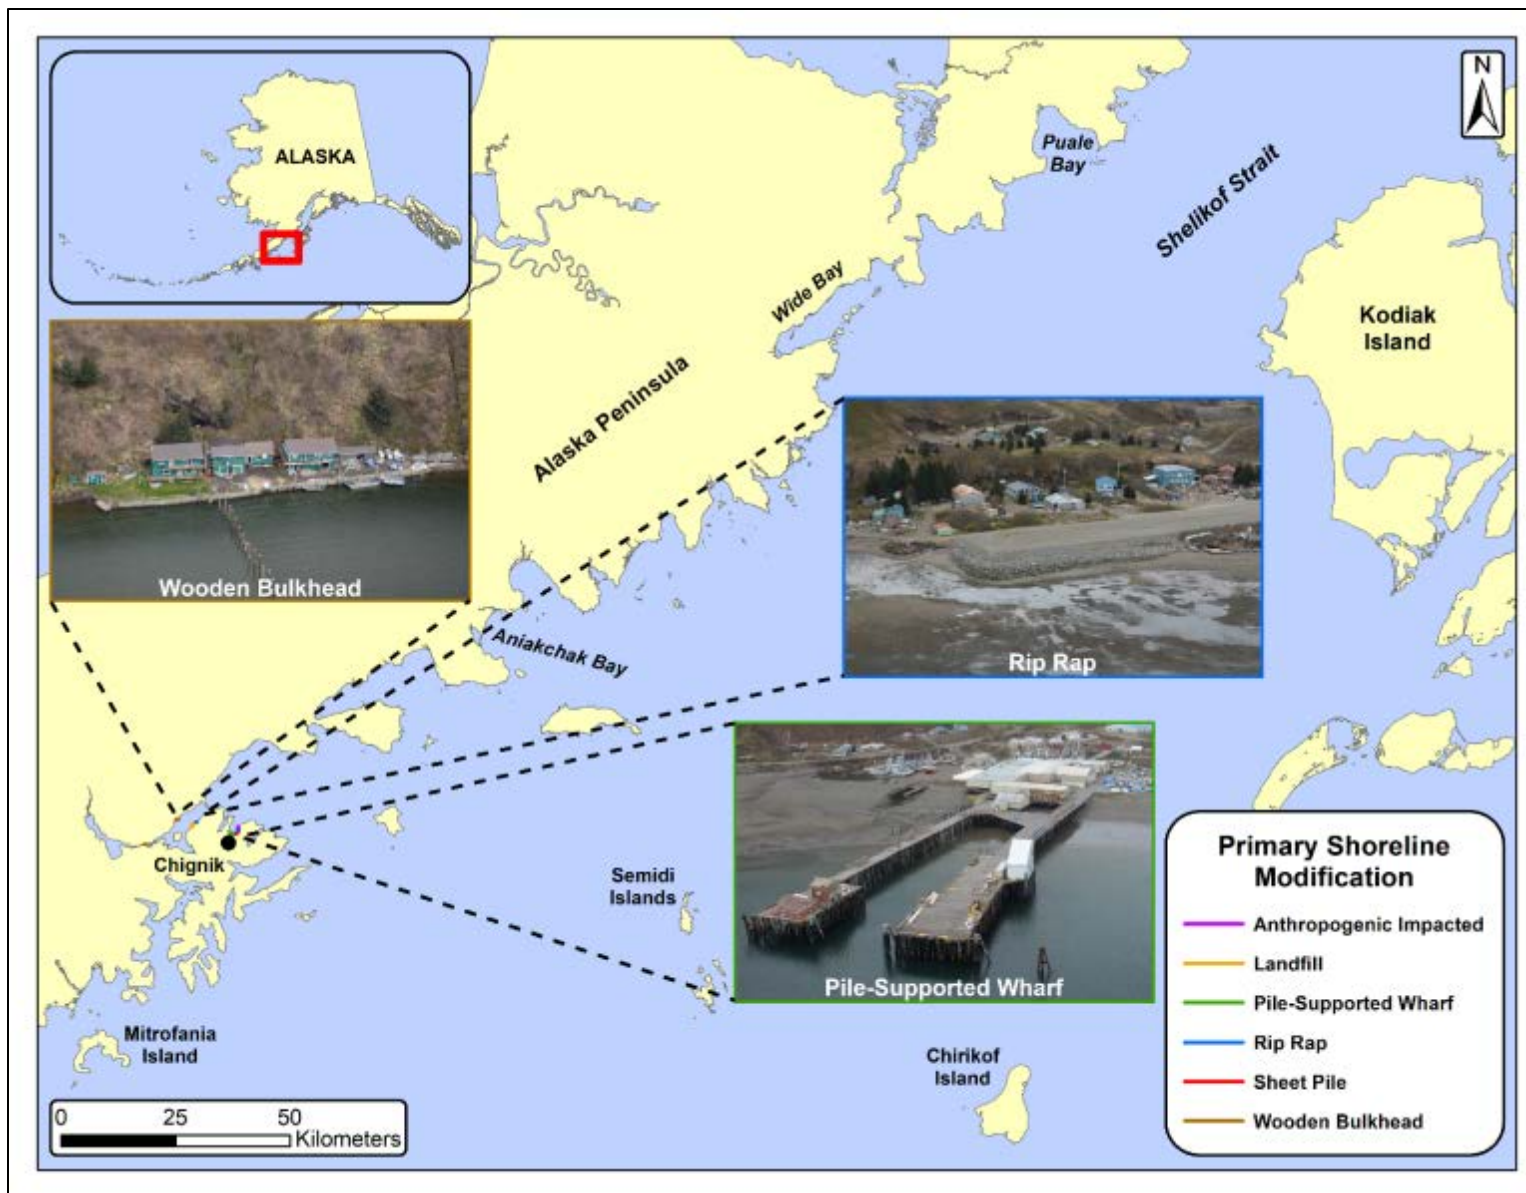 N
ALASKA
Puale
Bay
Shelikof Strait
Wide Bay
Kodiak
Island
Alaska Peninsula
Wooden Bulkhead
Aniakchak Bay
Rip Rap
Chignik
Semidi
Islands
Pile-Supported Wharf
Mitrofania
Island
Chirikof
Island
0 25 50
Kilometers
Primary Shoreline
Modification
Anthropogenic Impacted
Landfill
Pile-Supported Wharf
Rip Rap
Sheet Pile
Wooden Bulkhead